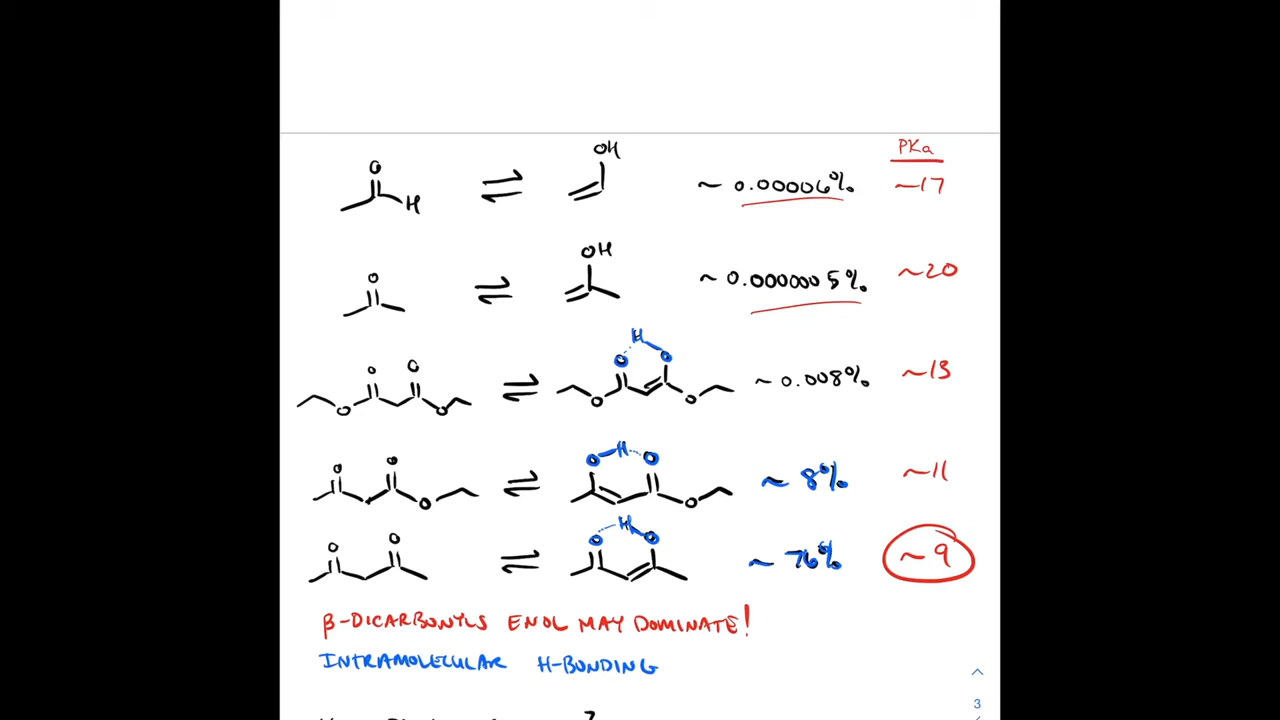 PKa
O OH
H ~ 0.00006% ~17
O OH
~ 0.0000005% ~20
O O O H O
O O O O ~ 0.008% ~13
O O O H O
O O ~ 8% ~11
O O O H O
~ 76% ~9
β-DICARBONYLS ENOL MAY DOMINATE!
INTRAMOLECULAR H-BONDING
3